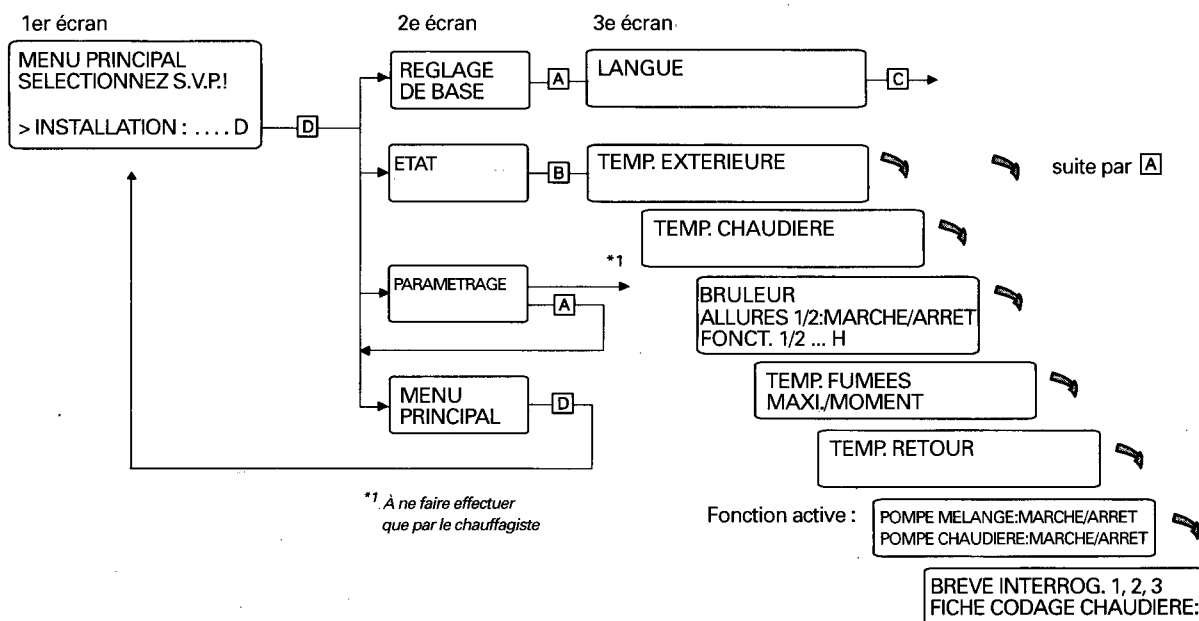 1er écran
2e écran
3e écran
MENU PRINCIPAL
SELECTIONNEZ S.V.P.!
> INSTALLATION : .... D
D
REGLAGE
DE BASE
A
LANGUE
C
ETAT
B
TEMP. EXTERIEURE
suite par A
TEMP. CHAUDIERE
PARAMETRAGE
*1
A
BRULEUR
ALLURES 1/2:MARCHE/ARRET
FONCT. 1/2 ... H
MENU
PRINCIPAL
D
TEMP. FUMEES
MAXI./MOMENT
TEMP. RETOUR
*1 À ne faire effectuer
que par le chauffagiste
Fonction active :
POMPE MELANGE:MARCHE/ARRET
POMPE CHAUDIERE:MARCHE/ARRET
BREVE INTERROG. 1, 2, 3
FICHE CODAGE CHAUDIERE: